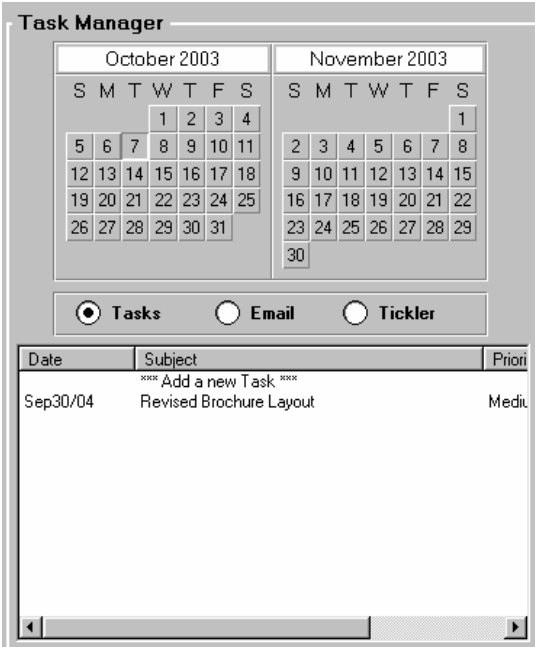 Task Manager
October 2003 November 2003
S M T W T F S S M T W T F S
1 2 3 4 1
5 6 7 8 9 10 11 2 3 4 5 6 7 8
12 13 14 15 16 17 18 9 10 11 12 13 14 15
19 20 21 22 23 24 25 16 17 18 19 20 21 22
26 27 28 29 30 31 23 24 25 26 27 28 29
30
Tasks Email Tickler
Date Subject Priori
*** Add a new Task ***
Sep30/04 Revised Brochure Layout Mediu